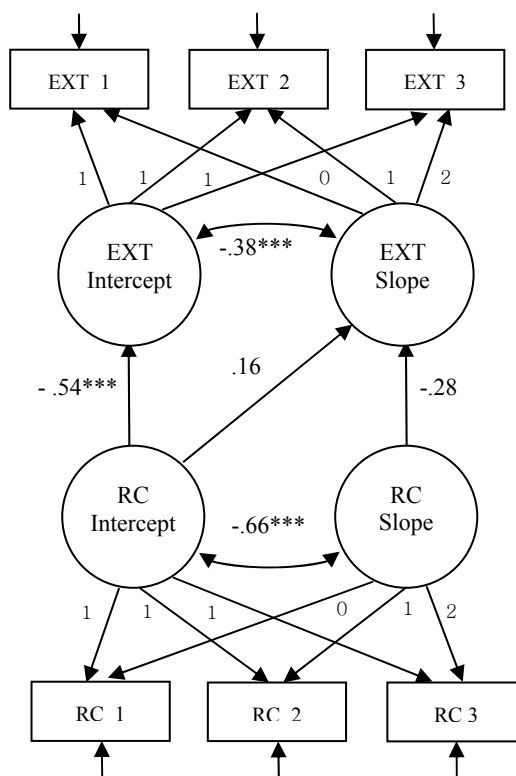 EXT 1 EXT 2 EXT 3
1 1 1 0 1 2
EXT
Intercept
-.38***
EXT
Slope
- .54***
.16
-.28
RC
Intercept
-.66***
RC
Slope
1 1 1 0 1 2
RC 1 RC 2 RC 3